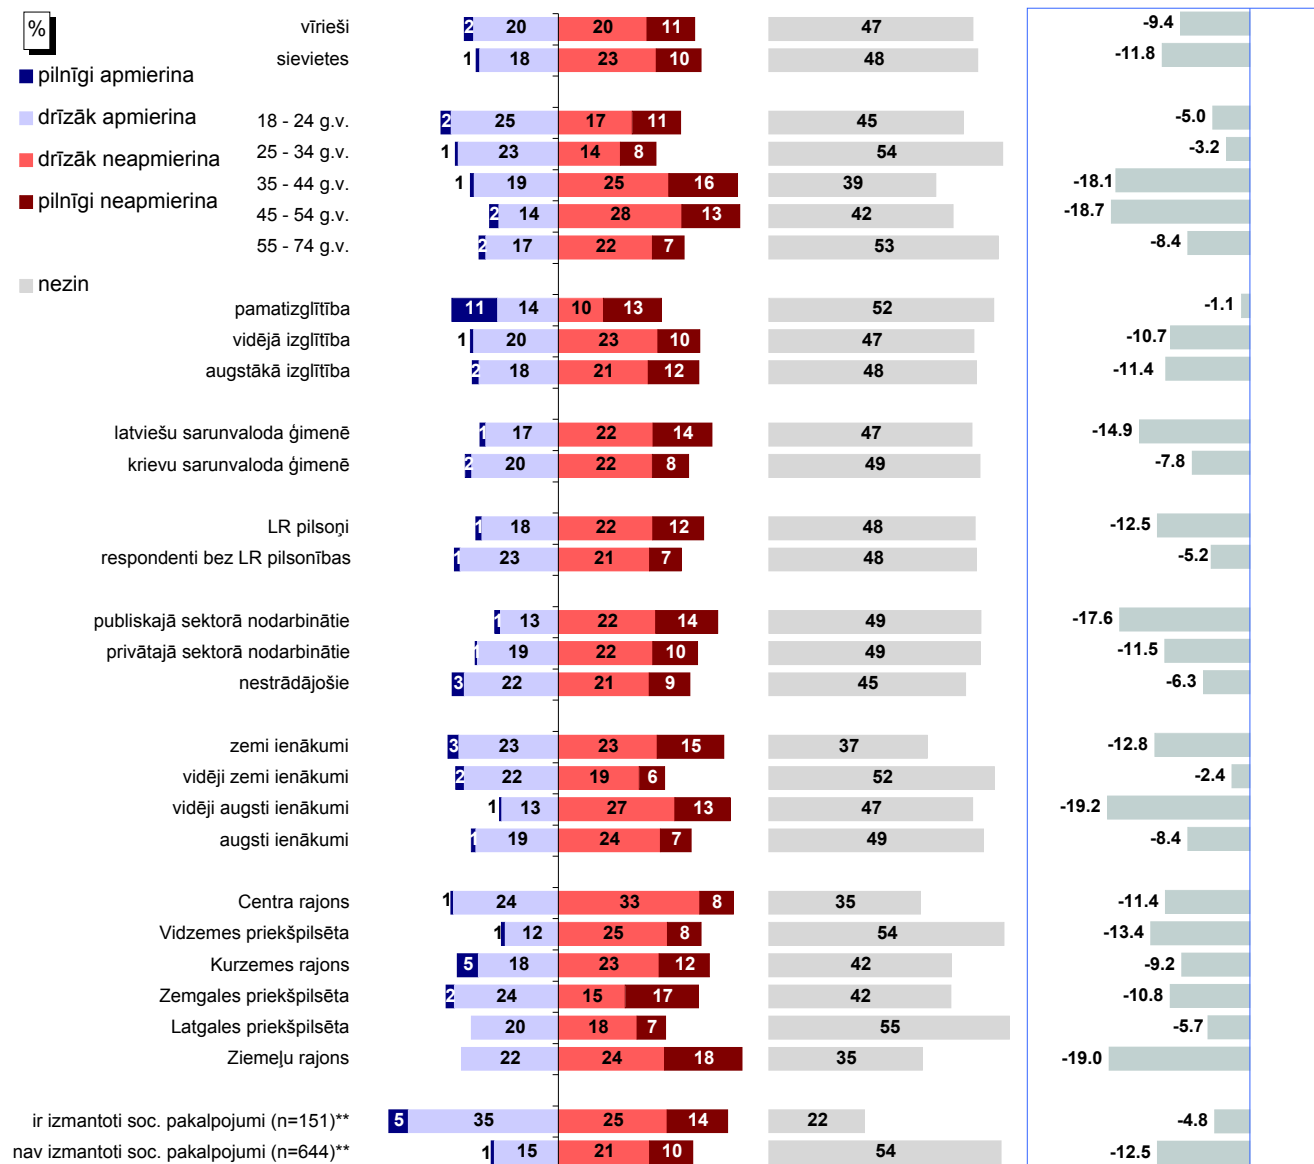 %
pilnīgi apmierina
drīzāk apmierina
drīzāk neapmierina
pilnīgi neapmierina
nezin
vīrieši 2 20 20 11 47 -9.4
sievietes 1 18 23 10 48 -11.8
18 - 24 g.v. 2 25 17 11 45 -5.0
25 - 34 g.v. 1 23 14 8 54 -3.2
35 - 44 g.v. 1 19 25 16 39 -18.1
45 - 54 g.v. 2 14 28 13 42 -18.7
55 - 74 g.v. 2 17 22 7 53 -8.4
pamatizglītība 11 14 10 13 52 -1.1
vidējā izglītība 1 20 23 10 47 -10.7
augstākā izglītība 2 18 21 12 48 -11.4
latviešu sarunvaloda ģimenē 1 17 22 14 47 -14.9
krievu sarunvaloda ģimenē 2 20 22 8 49 -7.8
LR pilsoņi 1 18 22 12 48 -12.5
respondenti bez LR pilsonības 1 23 21 7 48 -5.2
publiskajā sektorā nodarbinātie 1 13 22 14 49 -17.6
privātajā sektorā nodarbinātie 1 19 22 10 49 -11.5
nestrādājošie 3 22 21 9 45 -6.3
zemi ienākumi 3 23 23 15 37 -12.8
vidēji zemi ienākumi 2 22 19 6 52 -2.4
vidēji augsti ienākumi 1 13 27 13 47 -19.2
augsti ienākumi 1 19 24 7 49 -8.4
Centra rajons 1 24 33 8 35 -11.4
Vidzemes priekšpilsēta 1 12 25 8 54 -13.4
Kurzemes rajons 5 18 23 12 42 -9.2
Zemgales priekšpilsēta 2 24 15 17 42 -10.8
Latgales priekšpilsēta 20 18 7 55 -5.7
Ziemeļu rajons 22 24 18 35 -19.0
ir izmantoti soc. pakalpojumi (n=151)** 5 35 25 14 22 -4.8
nav izmantoti soc. pakalpojumi (n=644)** 1 15 21 10 54 -12.5